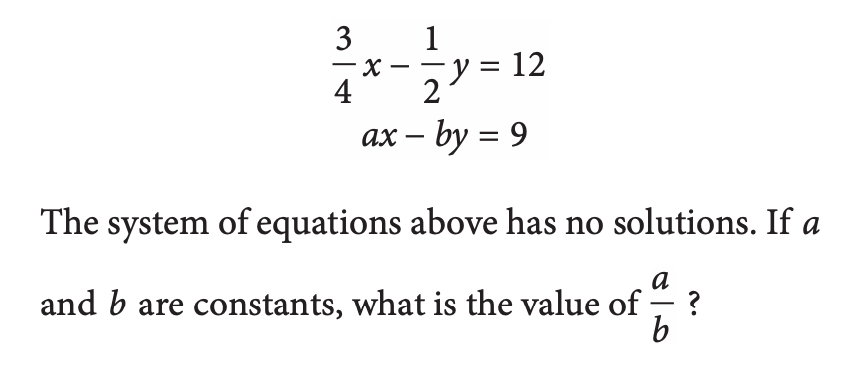 3/4 x − 1/2 y = 12
ax − by = 9
The system of equations above has no solutions. If a
and b are constants, what is the value of a/b ?